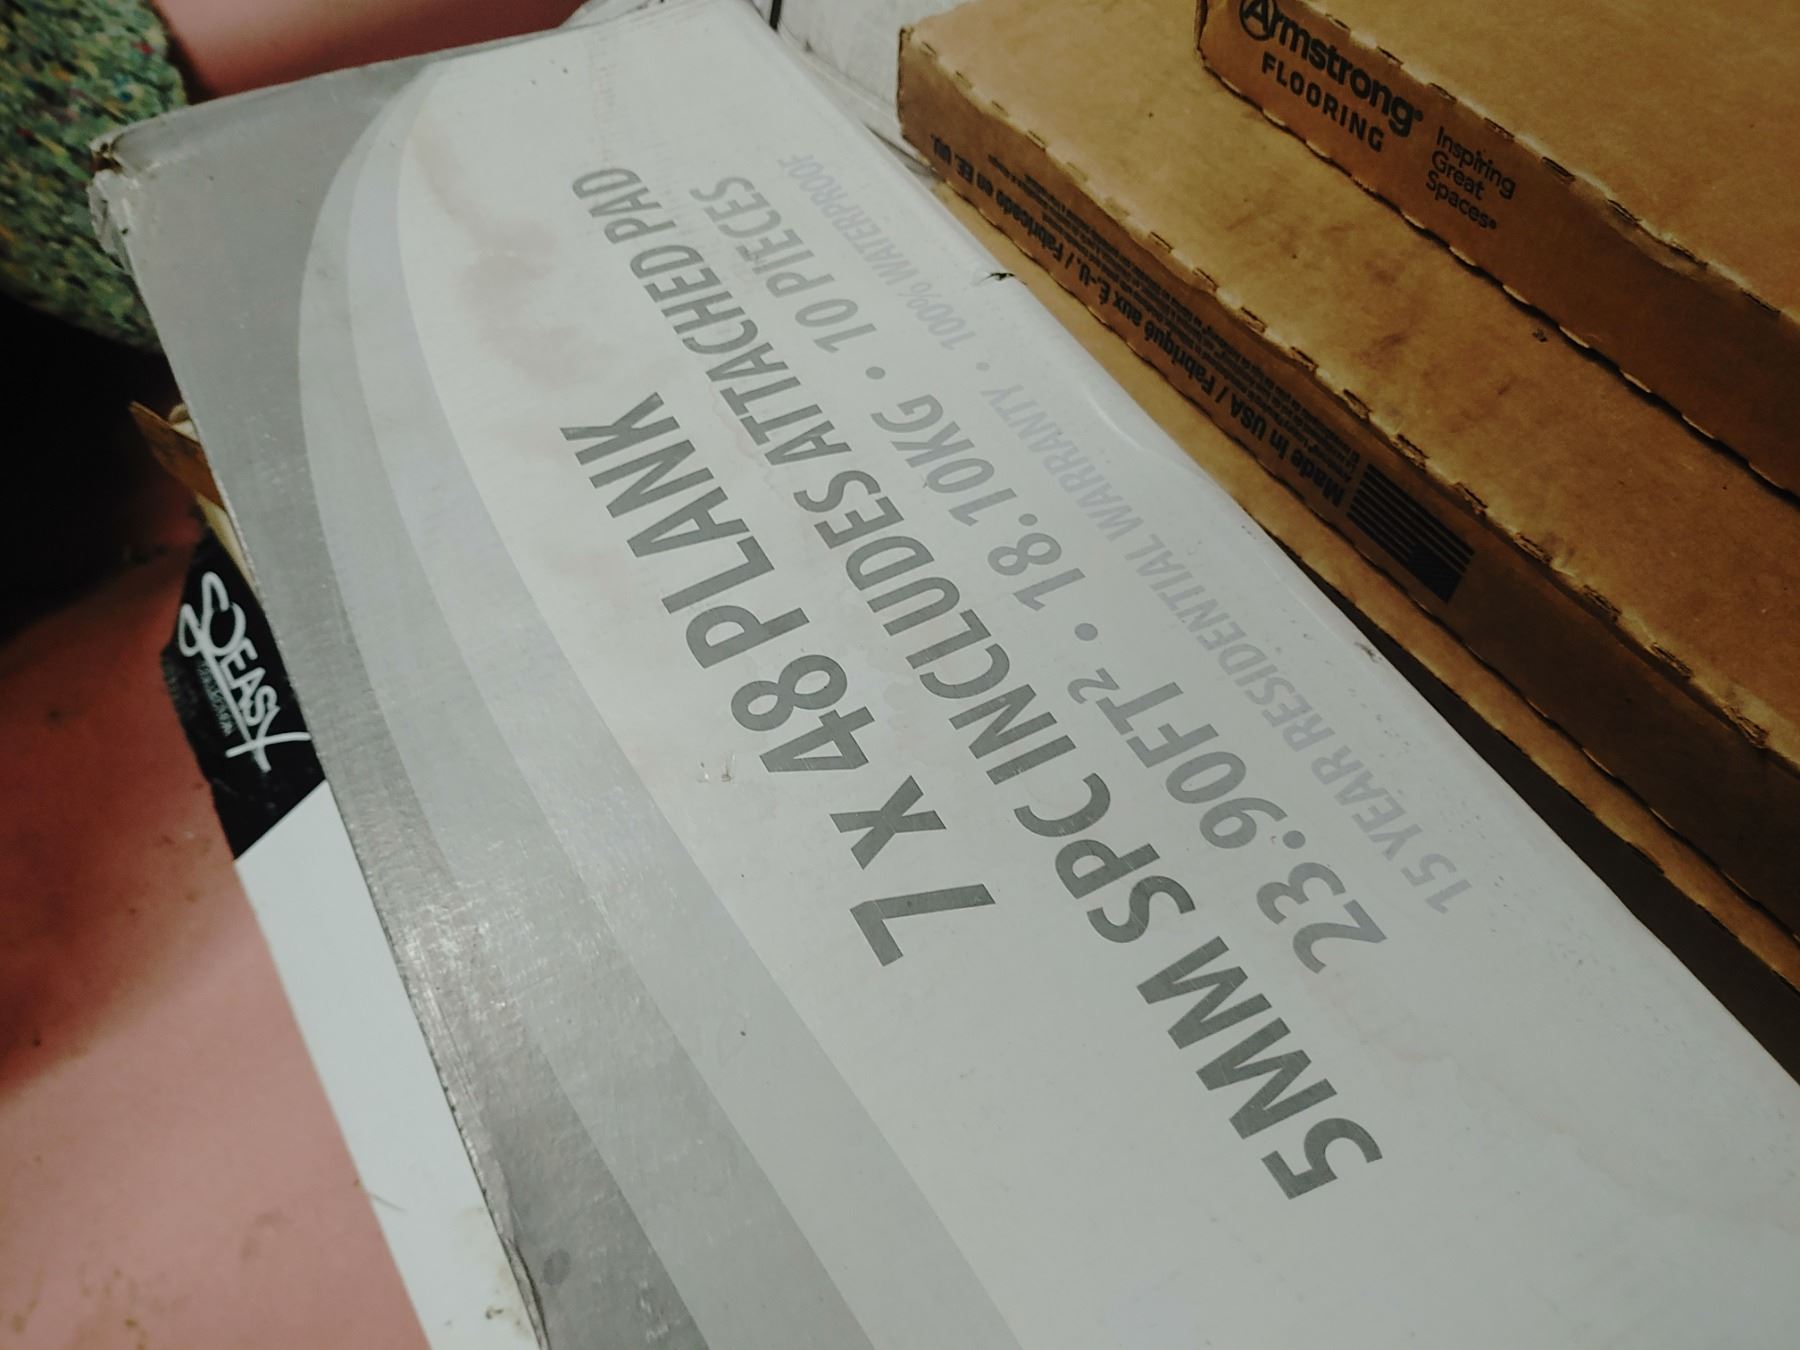 7 X 48 PLANK
5MM SPC INCLUDES ATTACHED PAD
23.90FT² • 18.10KG • 10 PIECES
15 YEAR RESIDENTIAL WARRANTY • 100% WATERPROOF
Armstrong®
FLOORING
Inspiring
Great
Spaces®
Made in USA / Fabriqué aux É.-U. / Fabricado en EE. UU.
SOEASY